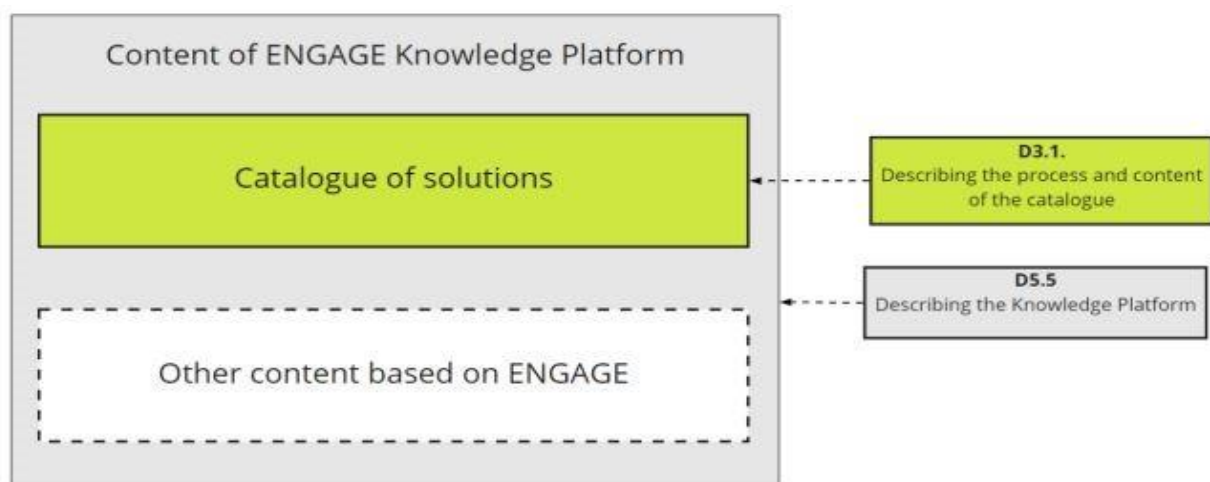 Content of ENGAGE Knowledge Platform
Catalogue of solutions
D3.1.
Describing the process and content
of the catalogue
D5.5
Describing the Knowledge Platform
Other content based on ENGAGE